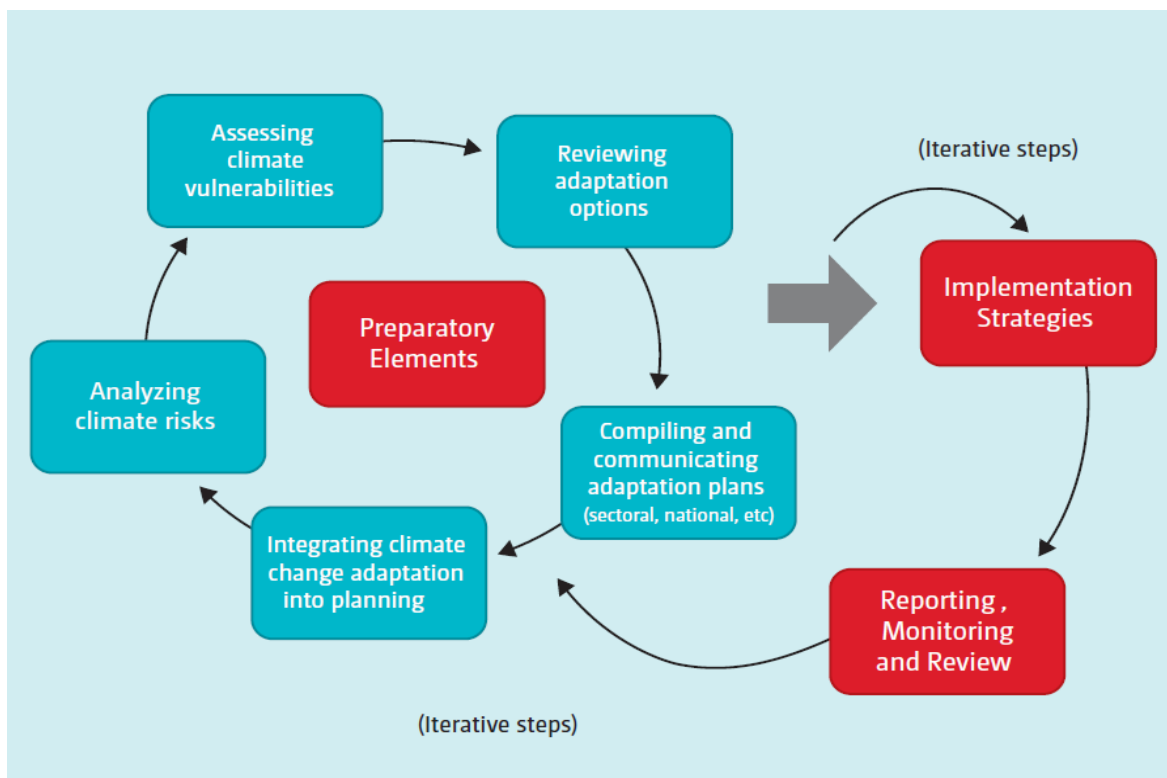 Assessing
climate
vulnerabilities
Reviewing
adaptation
options
(Iterative steps)
Implementation
Strategies
Preparatory
Elements
Analyzing
climate risks
Compiling and
communicating
adaptation plans
(sectoral, national, etc)
Integrating climate
change adaptation
into planning
Reporting ,
Monitoring
and Review
(Iterative steps)